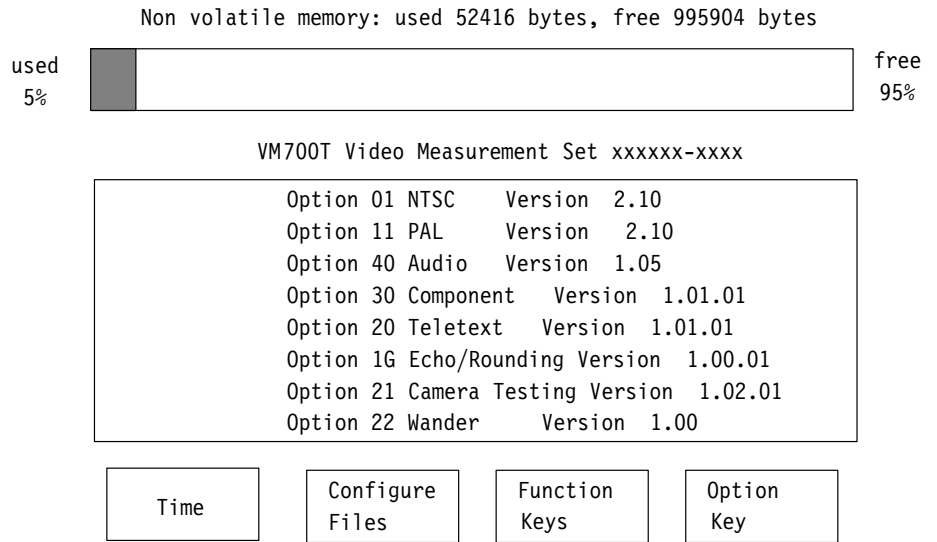 Non volatile memory: used 52416 bytes, free 995904 bytes
used
5%
free
95%
VM700T Video Measurement Set xxxxxx-xxxx
Option 01 NTSC Version 2.10
Option 11 PAL Version 2.10
Option 40 Audio Version 1.05
Option 30 Component Version 1.01.01
Option 20 Teletext Version 1.01.01
Option 1G Echo/Rounding Version 1.00.01
Option 21 Camera Testing Version 1.02.01
Option 22 Wander Version 1.00
Time
Configure
Files
Function
Keys
Option
Key